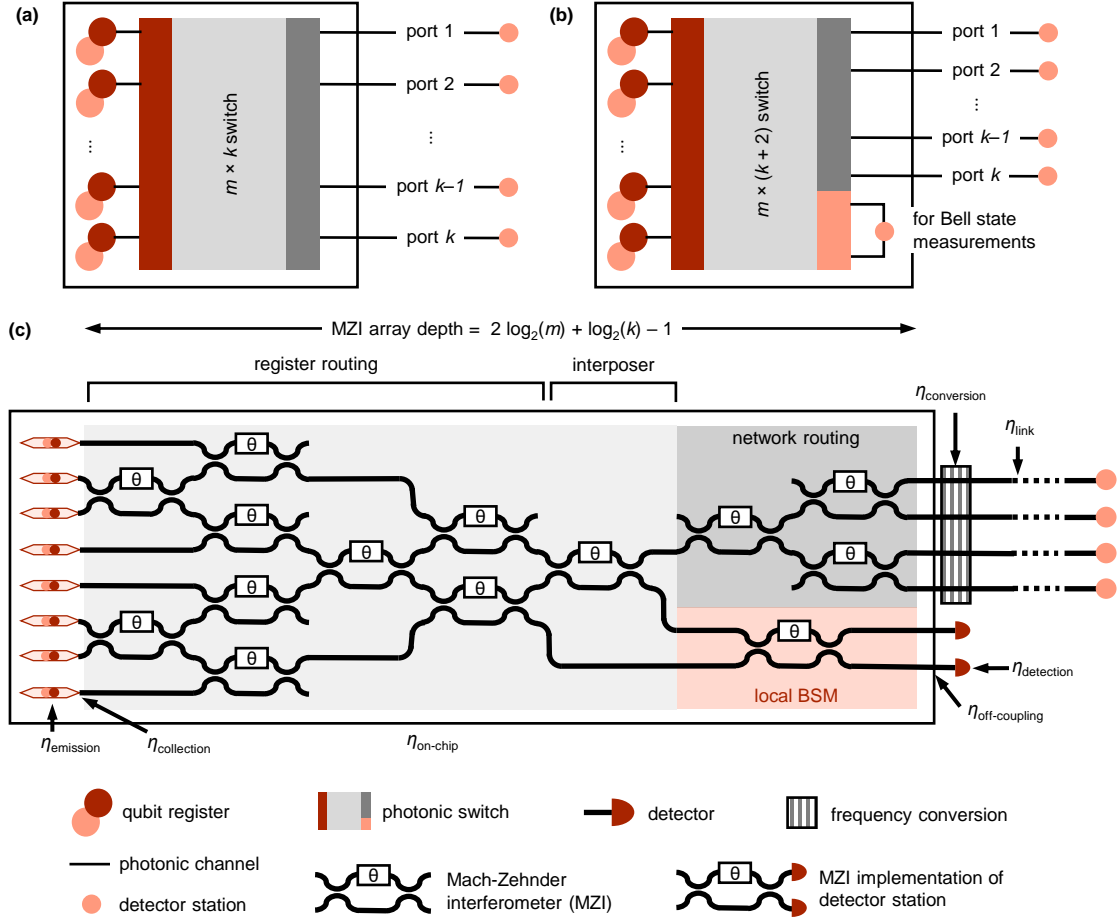 (a)
m × k switch
port 1
port 2
⋮
...
port k–1
port k
(b)
m × (k + 2) switch
port 1
port 2
⋮
...
port k–1
port k
for Bell state
measurements
MZI array depth = 2 log₂(m) + log₂(k) − 1
(c)
register routing
interposer
network routing
θ
θ
θ
θ
θ
θ
θ
θ
θ
θ
θ
θ
θ
local BSM
ηconversion
ηlink
ηdetection
ηoff-coupling
ηemission
ηcollection
ηon-chip
qubit register
photonic switch
detector
frequency conversion
photonic channel
detector station
θ
Mach-Zehnder
interferometer (MZI)
θ
MZI implementation of
detector station